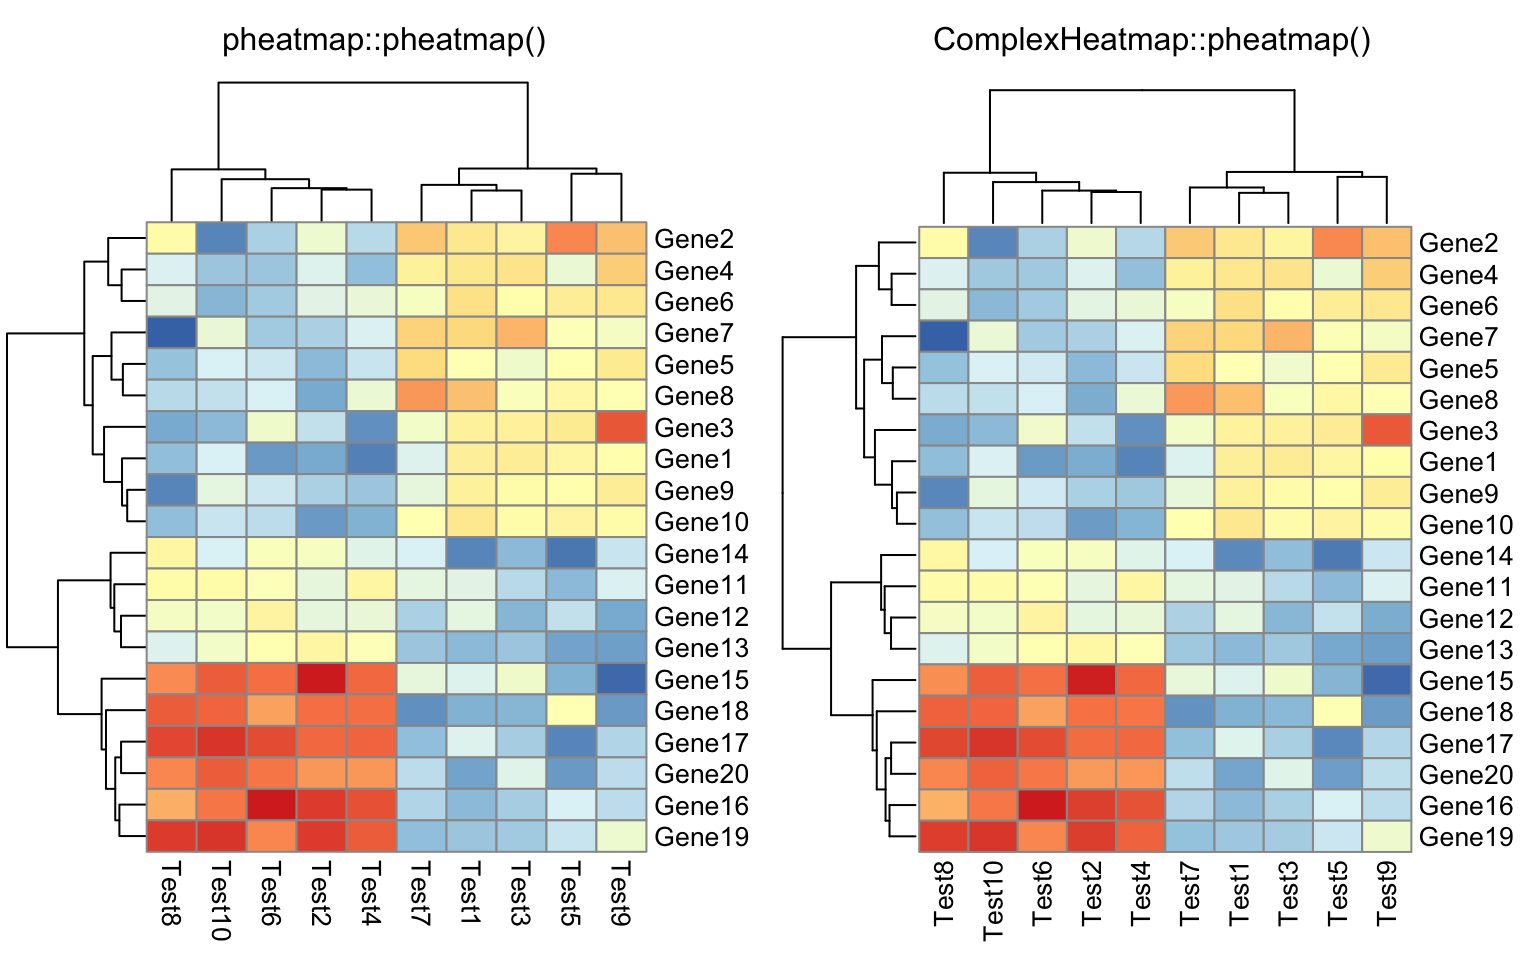 pheatmap::pheatmap()
Gene2
Gene4
Gene6
Gene7
Gene5
Gene8
Gene3
Gene1
Gene9
Gene10
Gene14
Gene11
Gene12
Gene13
Gene15
Gene18
Gene17
Gene20
Gene16
Gene19
Test8
Test10
Test6
Test2
Test4
Test7
Test1
Test3
Test5
Test9
ComplexHeatmap::pheatmap()
Gene2
Gene4
Gene6
Gene7
Gene5
Gene8
Gene3
Gene1
Gene9
Gene10
Gene14
Gene11
Gene12
Gene13
Gene15
Gene18
Gene17
Gene20
Gene16
Gene19
Test8
Test10
Test6
Test2
Test4
Test7
Test1
Test3
Test5
Test9